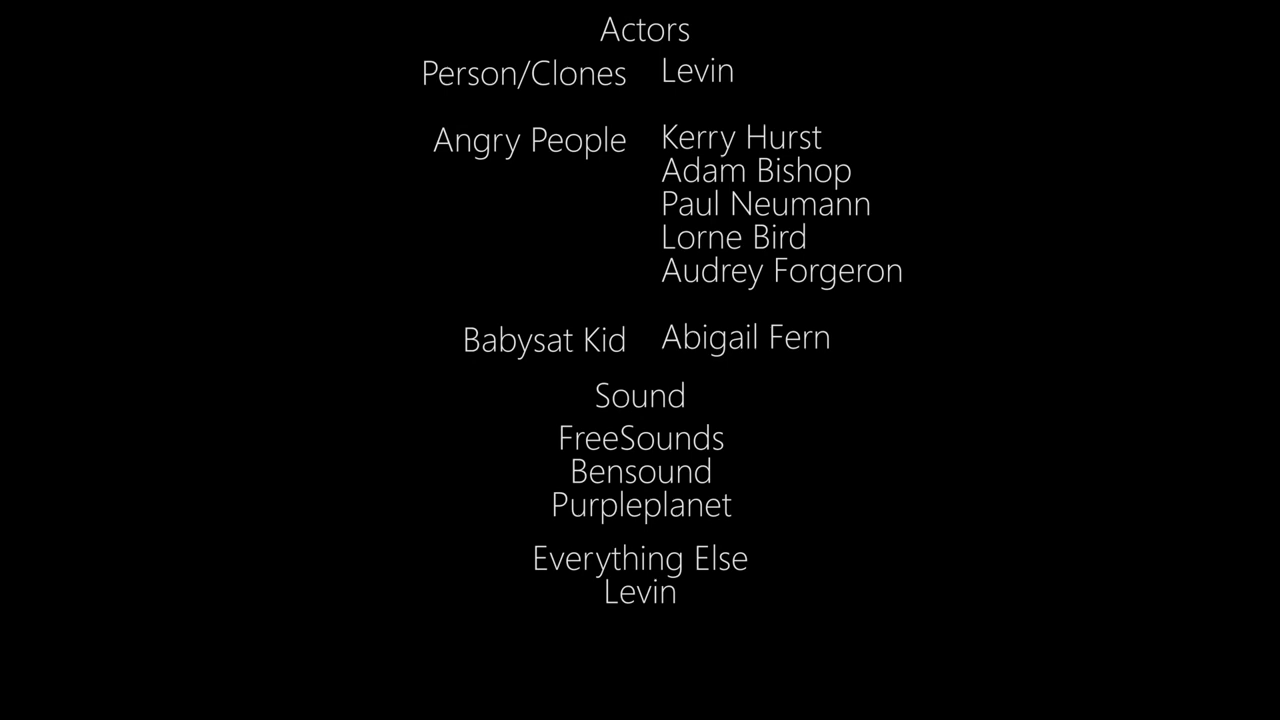 Actors
Person/Clones Levin
Angry People Kerry Hurst
Adam Bishop
Paul Neumann
Lorne Bird
Audrey Forgeron
Babysat Kid Abigail Fern
Sound
FreeSounds
Bensound
Purpleplanet
Everything Else
Levin